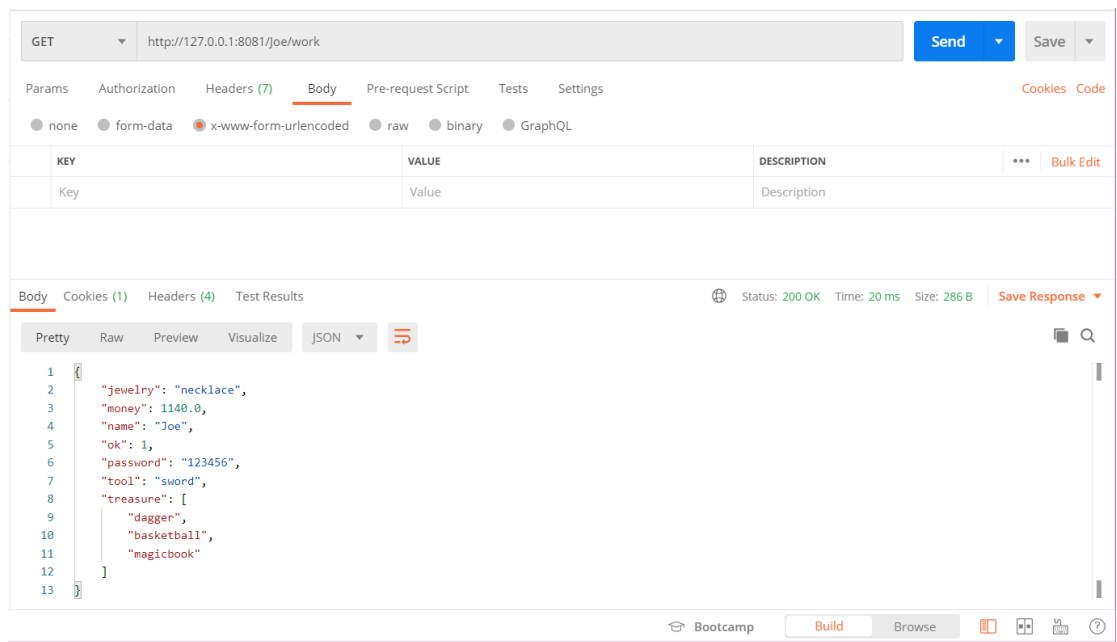 GET http://127.0.0.1:8081/Joe/work Send Save
Params Authorization Headers (7) Body Pre-request Script Tests Settings Cookies Code
none form-data x-www-form-urlencoded raw binary GraphQL
KEY VALUE DESCRIPTION ••• Bulk Edit
Key Value Description
Body Cookies (1) Headers (4) Test Results Status: 200 OK Time: 20 ms Size: 286 B Save Response
Pretty Raw Preview Visualize JSON
1 {
2 "jewelry": "necklace",
3 "money": 1140.0,
4 "name": "Joe",
5 "ok": 1,
6 "password": "123456",
7 "tool": "sword",
8 "treasure": [
9 "dagger",
10 "basketball",
11 "magicbook"
12 ]
13 }
Bootcamp Build Browse ?